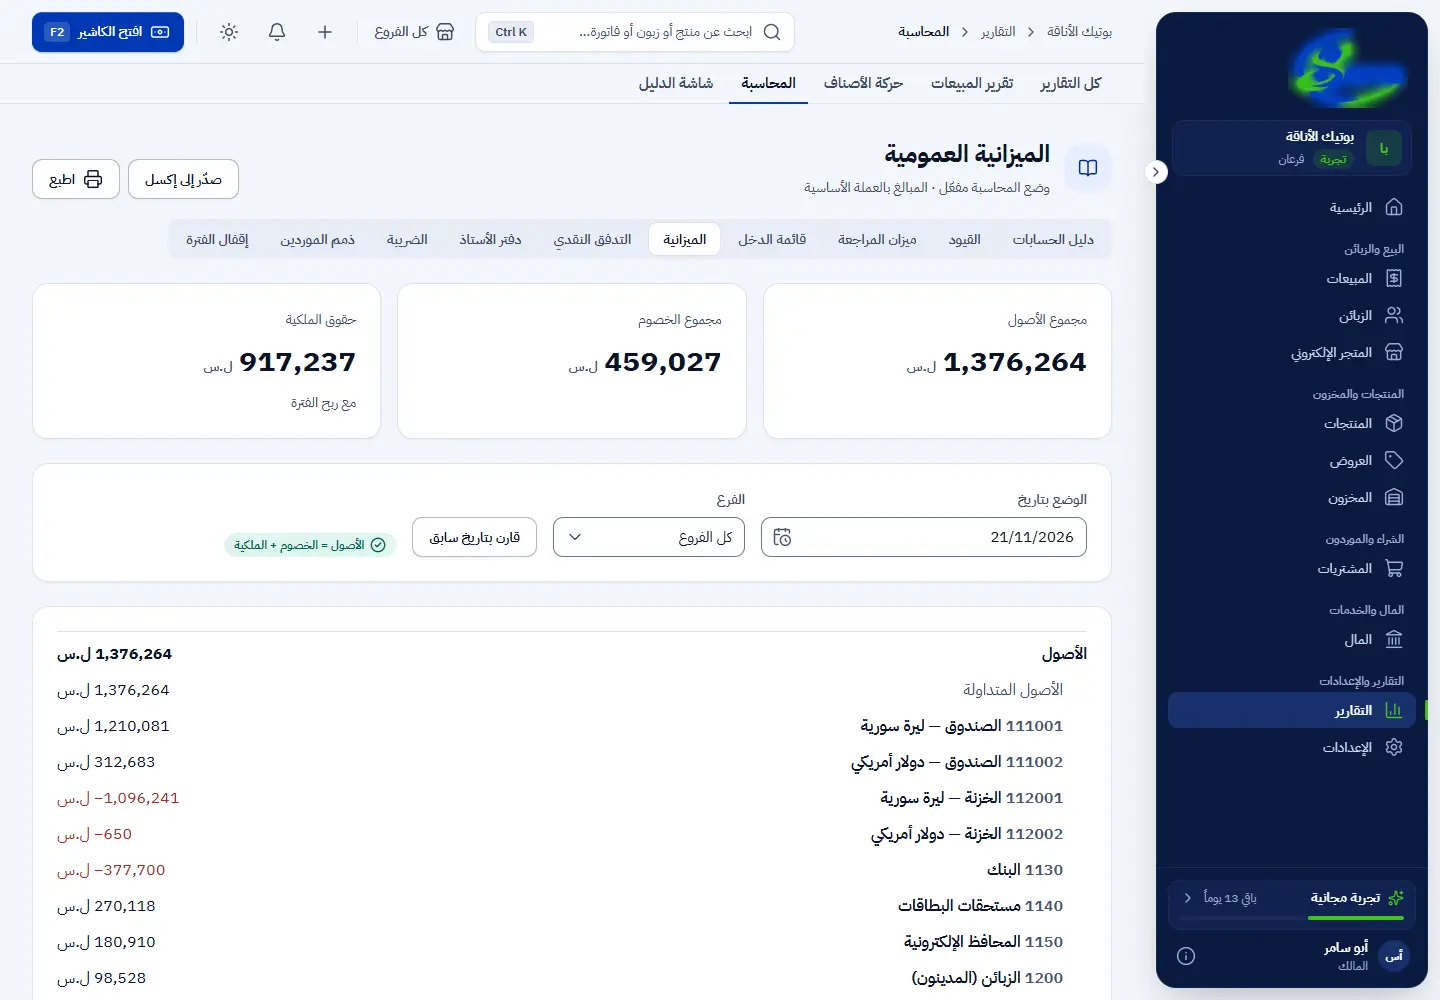 بوتيك الأناقة
التقارير
المحاسبة
ابحث عن منتج أو زبون أو فاتورة...
Ctrl K
كل الفروع
افتح الكاشير F2
كل التقارير
تقرير المبيعات
حركة الأصناف
المحاسبة
شاشة الدليل
الميزانية العمومية
وضع المحاسبة مفعّل · المبالغ بالعملة الأساسية
صدّر إلى إكسل
اطبع
دليل الحسابات
القيود
ميزان المراجعة
قائمة الدخل
الميزانية
التدفق النقدي
دفتر الأستاذ
الضريبة
ذمم الموردين
إقفال الفترة
مجموع الأصول
1,376,264 ل.س
مجموع الخصوم
459,027 ل.س
حقوق الملكية
917,237 ل.س
مع ربح الفترة
الوضع بتاريخ
21/11/2026
الفرع
كل الفروع
قارن بتاريخ سابق
الأصول = الخصوم + الملكية
الأصول 1,376,264 ل.س
الأصول المتداولة 1,376,264 ل.س
111001 الصندوق — ليرة سورية 1,210,081 ل.س
111002 الصندوق — دولار أمريكي 312,683 ل.س
112001 الخزنة — ليرة سورية −1,096,241 ل.س
112002 الخزنة — دولار أمريكي −650 ل.س
1130 البنك −377,700 ل.س
1140 مستحقات البطاقات 270,118 ل.س
1150 المحافظ الإلكترونية 180,910 ل.س
1200 الزبائن (المدينون) 98,528 ل.س
با
بوتيك الأناقة
تجربة
فرعان
الرئيسية
البيع والزبائن
المبيعات
الزبائن
المتجر الإلكتروني
المنتجات والمخزون
المنتجات
العروض
المخزون
الشراء والموردون
المشتريات
المال والخدمات
المال
التقارير والإعدادات
التقارير
الإعدادات
تجربة مجانية
باقي 13 يوماً
أس
أبو سامر
المالك